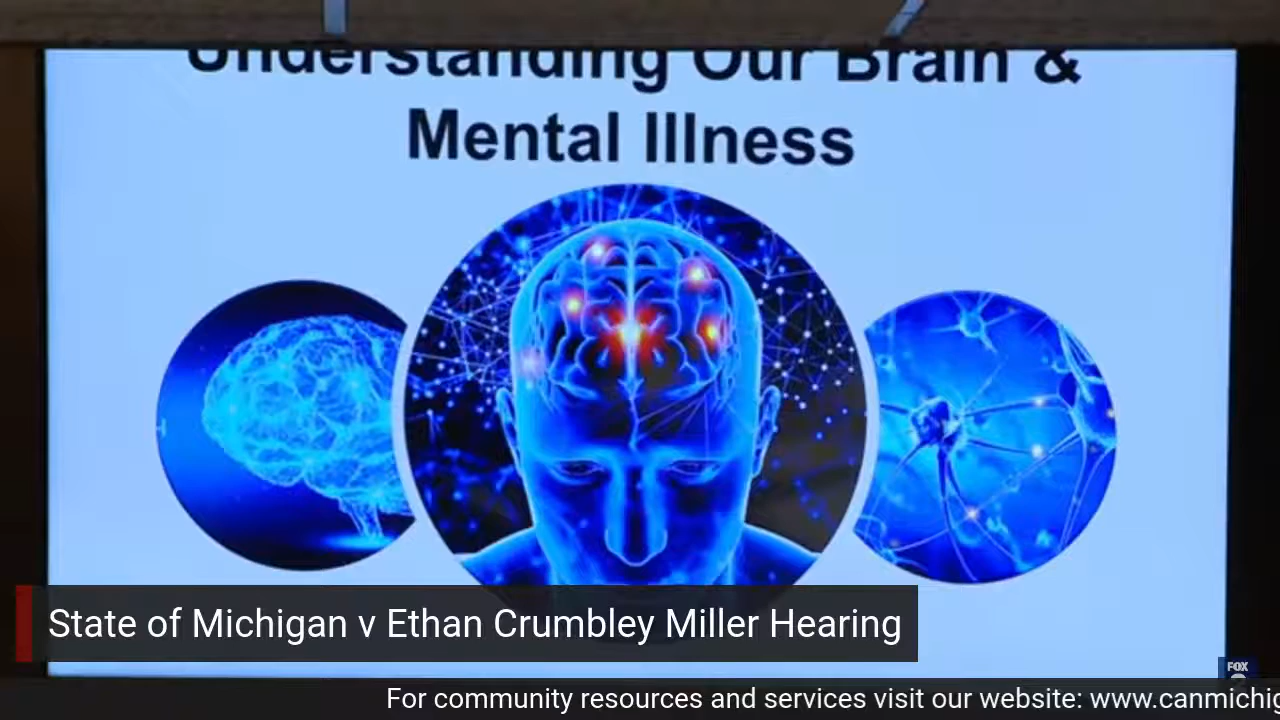 Understanding Our Brain &
Mental Illness
State of Michigan v Ethan Crumbley Miller Hearing
FOX
2
For community resources and services visit our website: www.canmichig